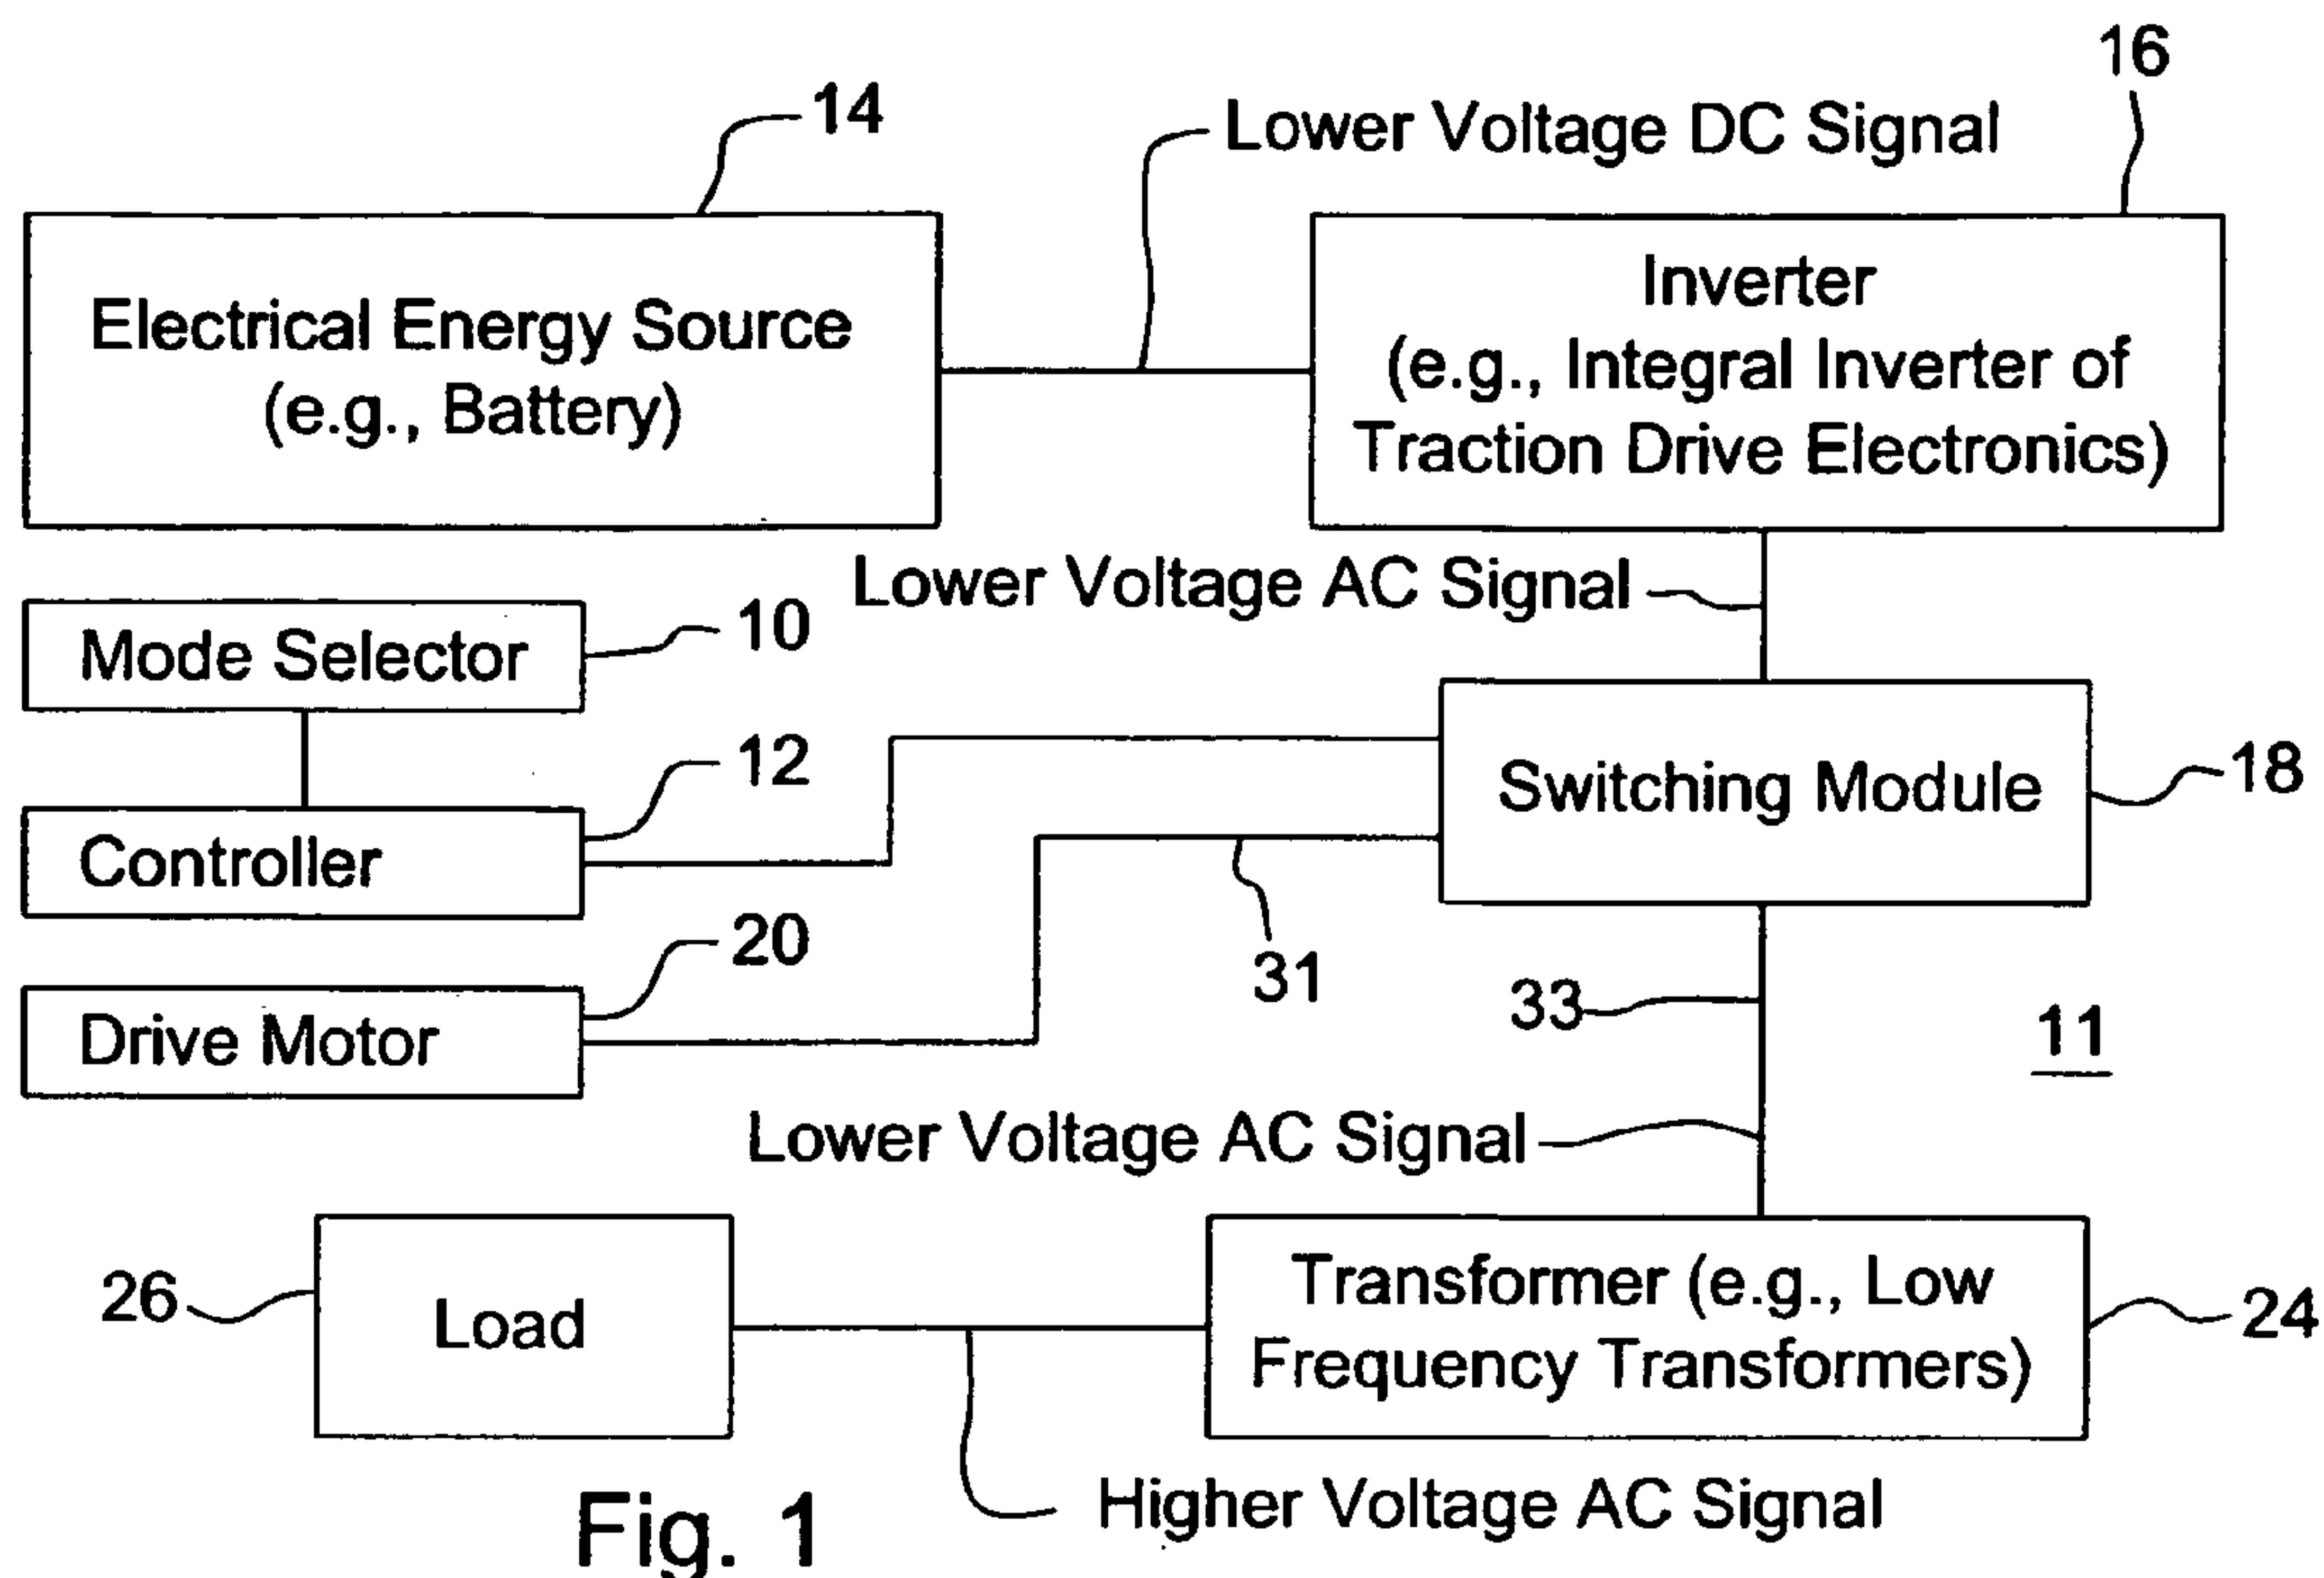 16
14
Lower Voltage DC Signal
Electrical Energy Source
(e.g., Battery)
Inverter
(e.g., Integral Inverter of
Traction Drive Electronics)
Lower Voltage AC Signal
Mode Selector
10
12
Switching Module
18
Controller
20
31
33
11
Drive Motor
Lower Voltage AC Signal
26
Load
Transformer (e.g., Low
Frequency Transformers)
24
Higher Voltage AC Signal
Fig. 1